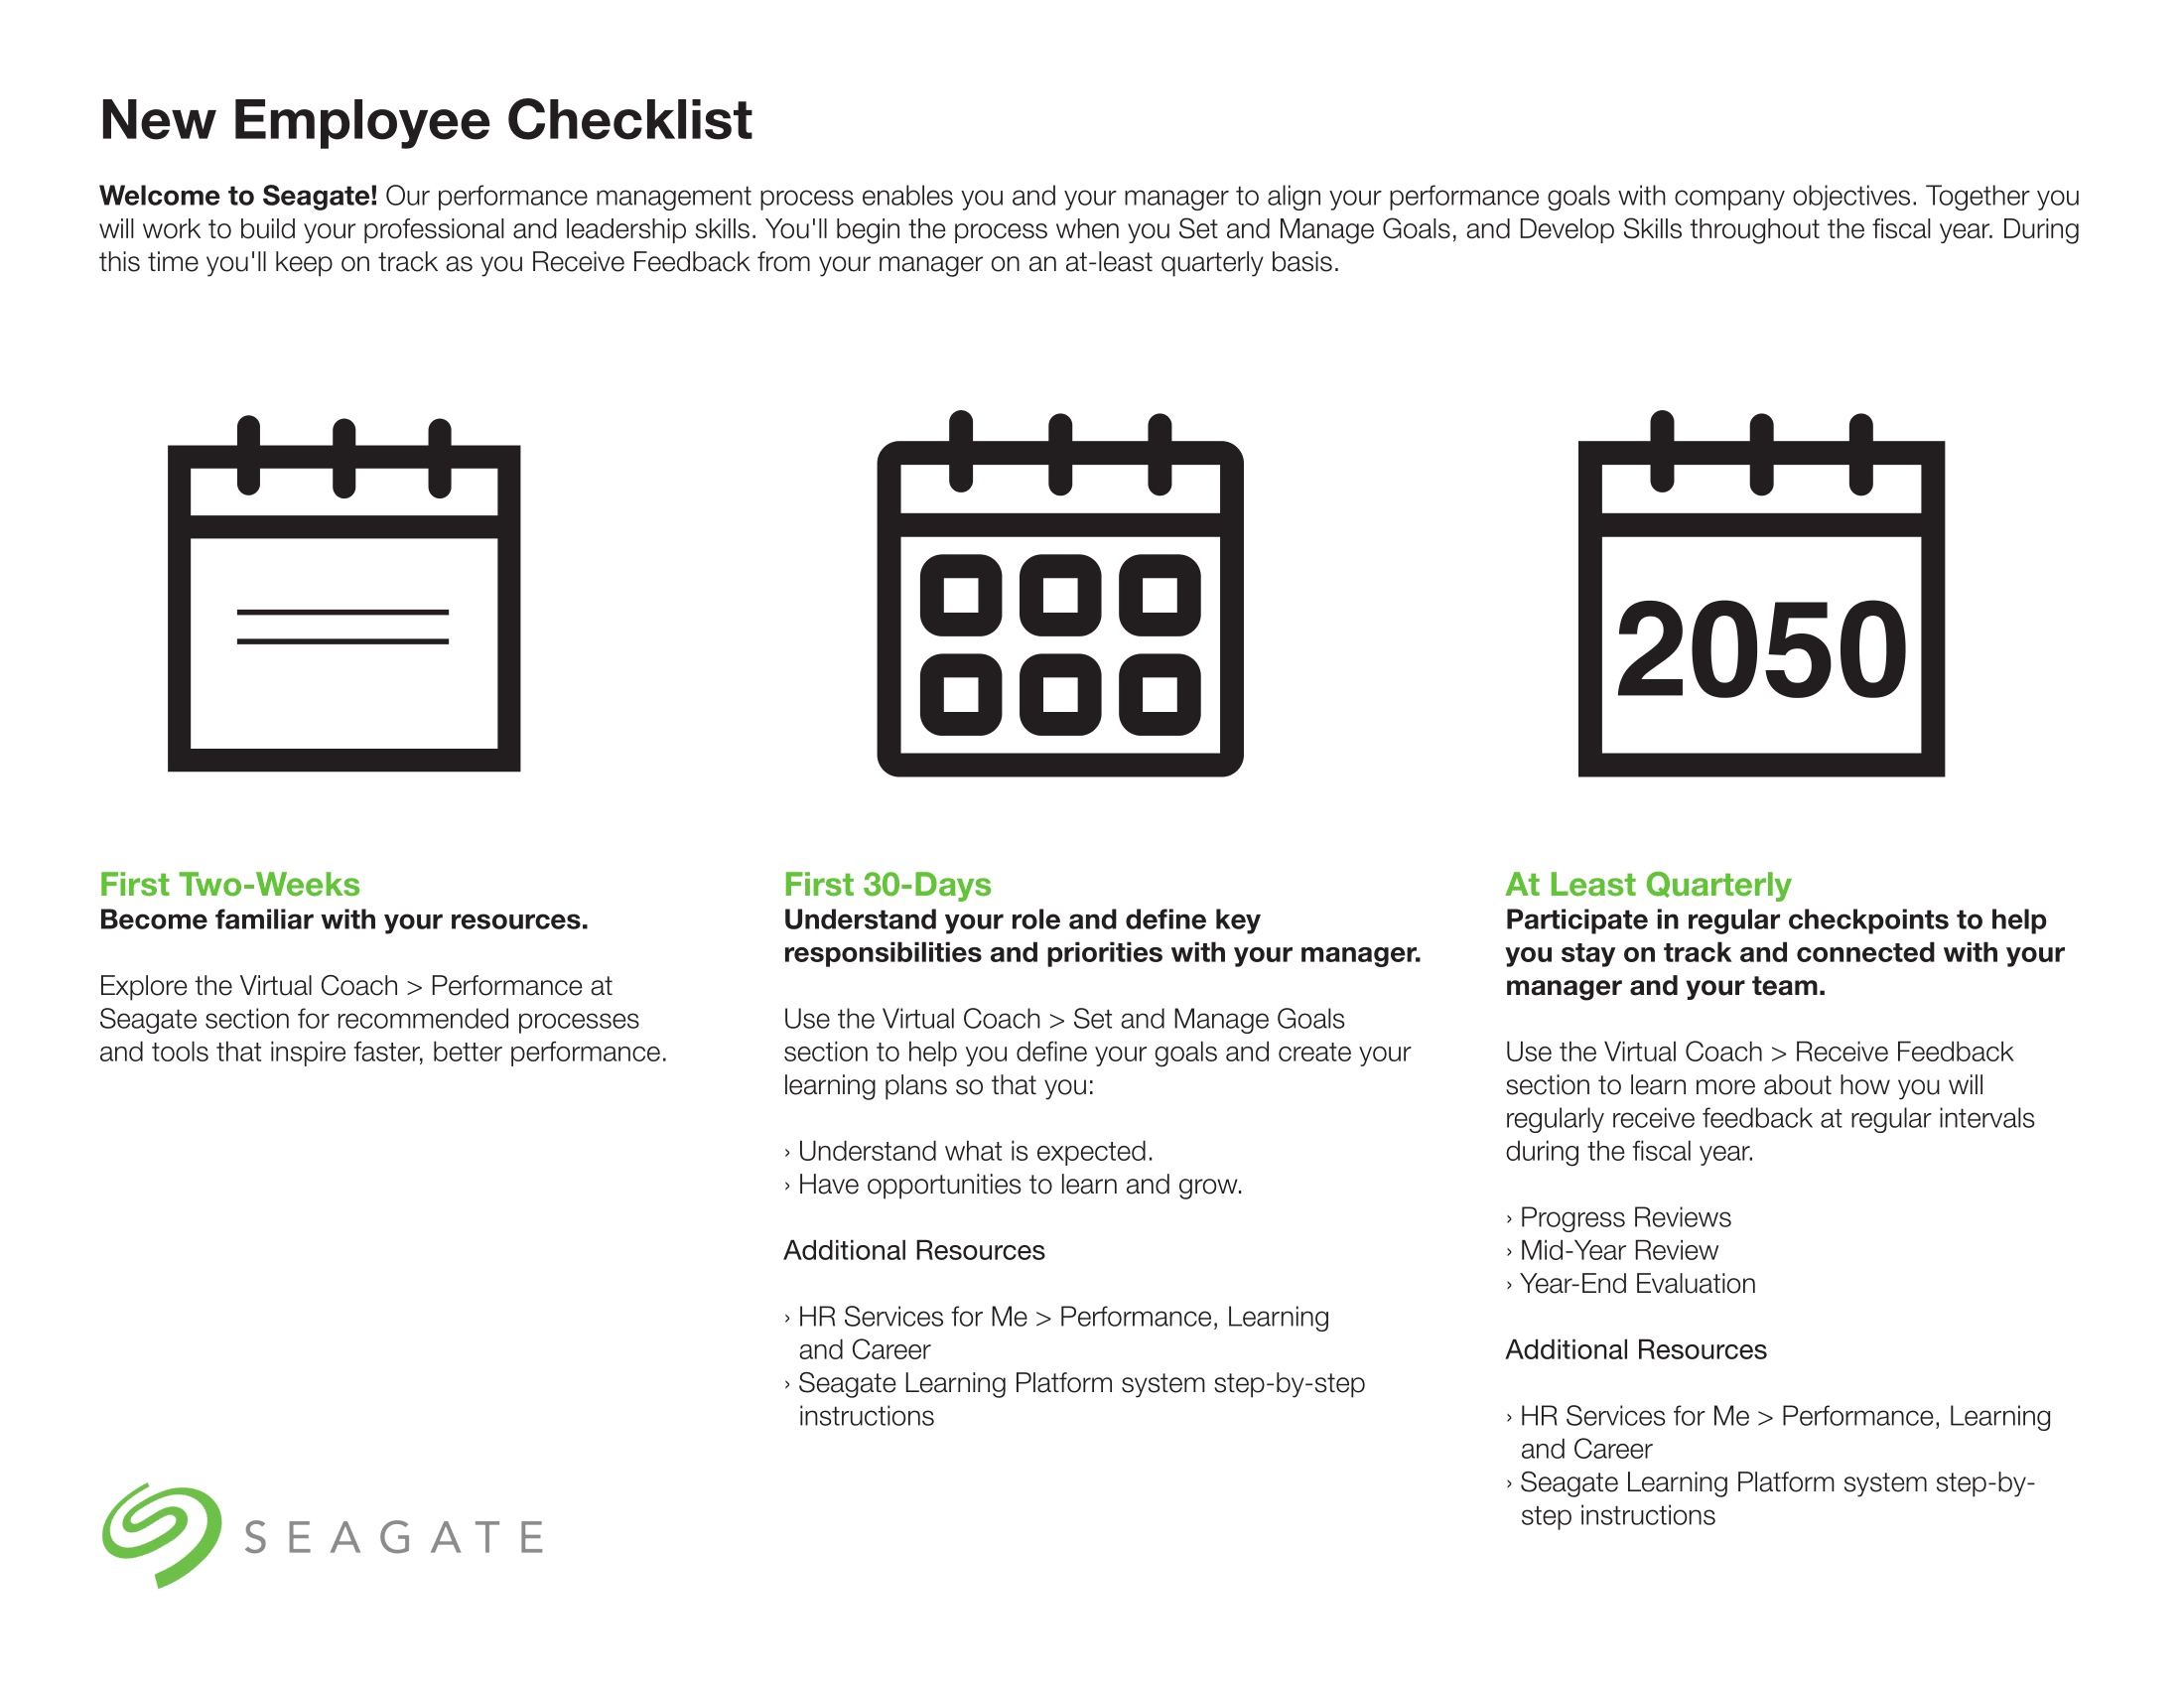 New Employee Checklist
Welcome to Seagate! Our performance management process enables you and your manager to align your performance goals with company objectives. Together you
will work to build your professional and leadership skills. You'll begin the process when you Set and Manage Goals, and Develop Skills throughout the fiscal year. During
this time you'll keep on track as you Receive Feedback from your manager on an at-least quarterly basis.
2050
First Two-Weeks
Become familiar with your resources.
Explore the Virtual Coach > Performance at
Seagate section for recommended processes
and tools that inspire faster, better performance.
First 30-Days
Understand your role and define key
responsibilities and priorities with your manager.
Use the Virtual Coach > Set and Manage Goals
section to help you define your goals and create your
learning plans so that you:
› Understand what is expected.
› Have opportunities to learn and grow.
Additional Resources
› HR Services for Me > Performance, Learning
and Career
› Seagate Learning Platform system step-by-step
instructions
At Least Quarterly
Participate in regular checkpoints to help
you stay on track and connected with your
manager and your team.
Use the Virtual Coach > Receive Feedback
section to learn more about how you will
regularly receive feedback at regular intervals
during the fiscal year.
› Progress Reviews
› Mid-Year Review
› Year-End Evaluation
Additional Resources
› HR Services for Me > Performance, Learning
and Career
› Seagate Learning Platform system step-by-
step instructions
SEAGATE